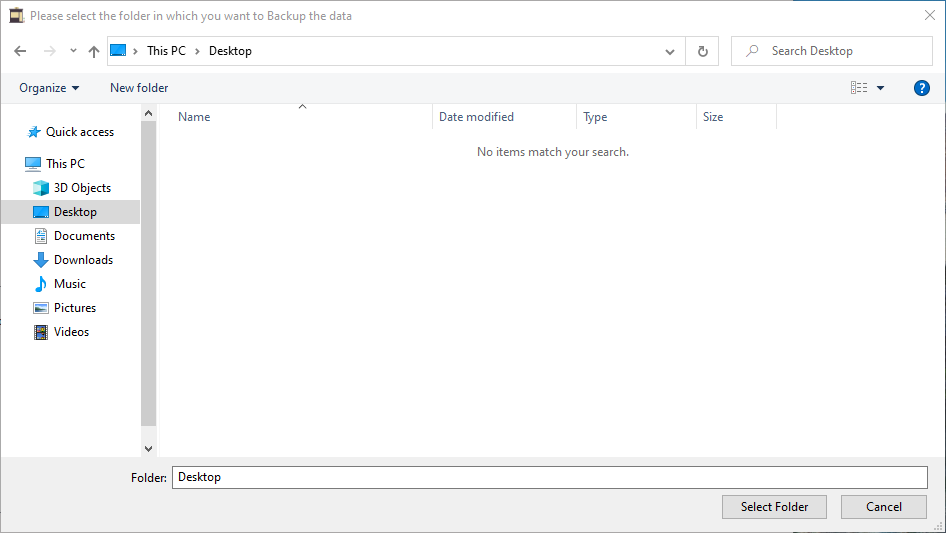 Please select the folder in which you want to Backup the data
This PC > Desktop
Search Desktop
Organize
New folder
?
Name
Date modified
Type
Size
No items match your search.
Quick access
This PC
3D Objects
Desktop
Documents
Downloads
Music
Pictures
Videos
Folder: Desktop
Select Folder
Cancel